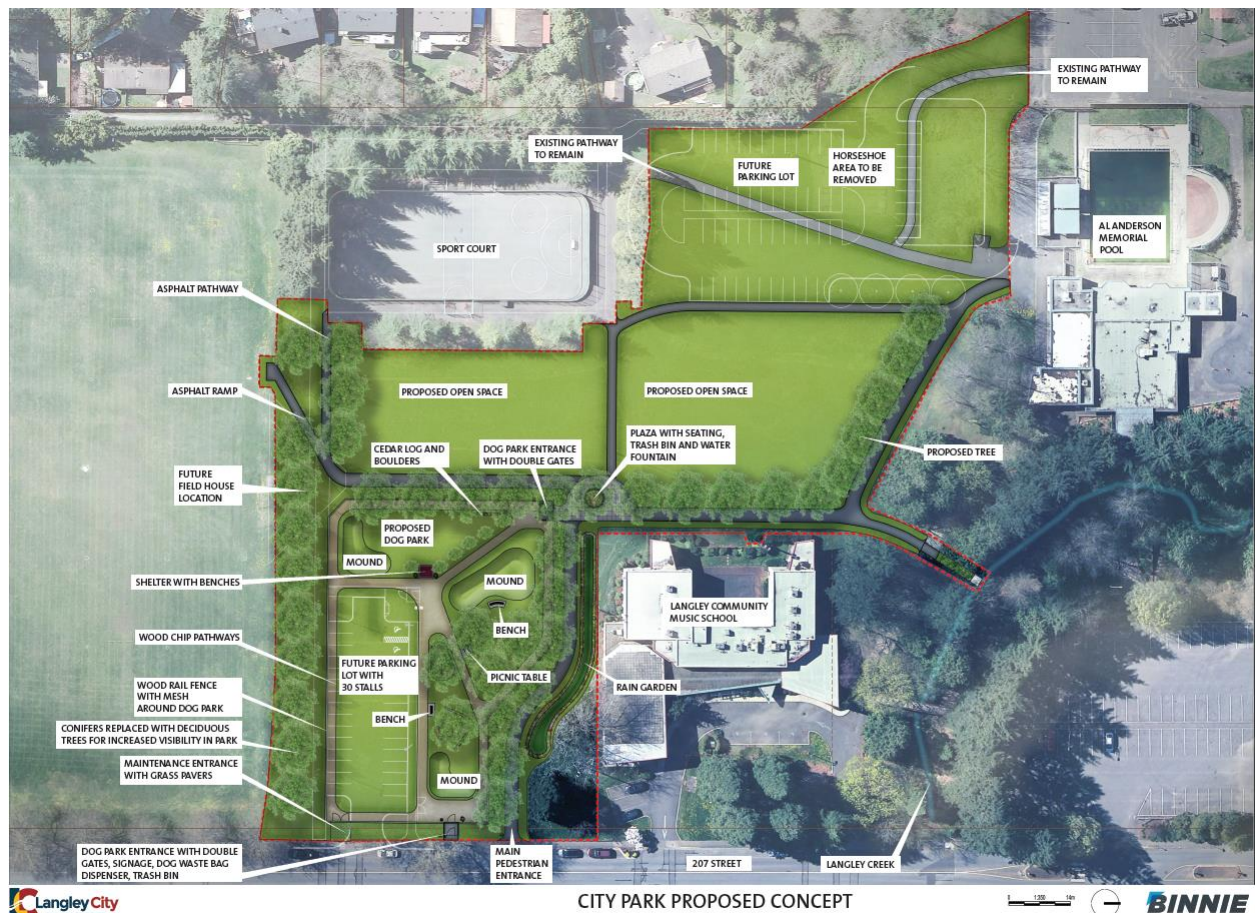 EXISTING PATHWAY
TO REMAIN
EXISTING PATHWAY
TO REMAIN
FUTURE
PARKING LOT
HORSESHOE
AREA TO BE
REMOVED
AL ANDERSON
MEMORIAL
POOL
SPORT COURT
ASPHALT PATHWAY
ASPHALT RAMP
PROPOSED OPEN SPACE
PROPOSED OPEN SPACE
CEDAR LOG AND
BOULDERS
DOG PARK ENTRANCE
WITH DOUBLE GATES
PLAZA WITH SEATING,
TRASH BIN AND WATER
FOUNTAIN
PROPOSED TREE
FUTURE
FIELD HOUSE
LOCATION
PROPOSED
DOG PARK
MOUND
SHELTER WITH BENCHES
MOUND
BENCH
LANGLEY COMMUNITY
MUSIC SCHOOL
WOOD CHIP PATHWAYS
FUTURE PARKING
LOT WITH
30 STALLS
PICNIC TABLE
RAIN GARDEN
WOOD RAIL FENCE
WITH MESH
AROUND DOG PARK
BENCH
CONIFERS REPLACED WITH DECIDUOUS
TREES FOR INCREASED VISIBILITY IN PARK
MAINTENANCE ENTRANCE
WITH GRASS PAVERS
MOUND
DOG PARK ENTRANCE WITH DOUBLE
GATES, SIGNAGE, DOG WASTE BAG
DISPENSER, TRASH BIN
MAIN
PEDESTRIAN
ENTRANCE
207 STREET
LANGLEY CREEK
Langley City
CITY PARK PROPOSED CONCEPT
0 1:350 14m
BINNIE